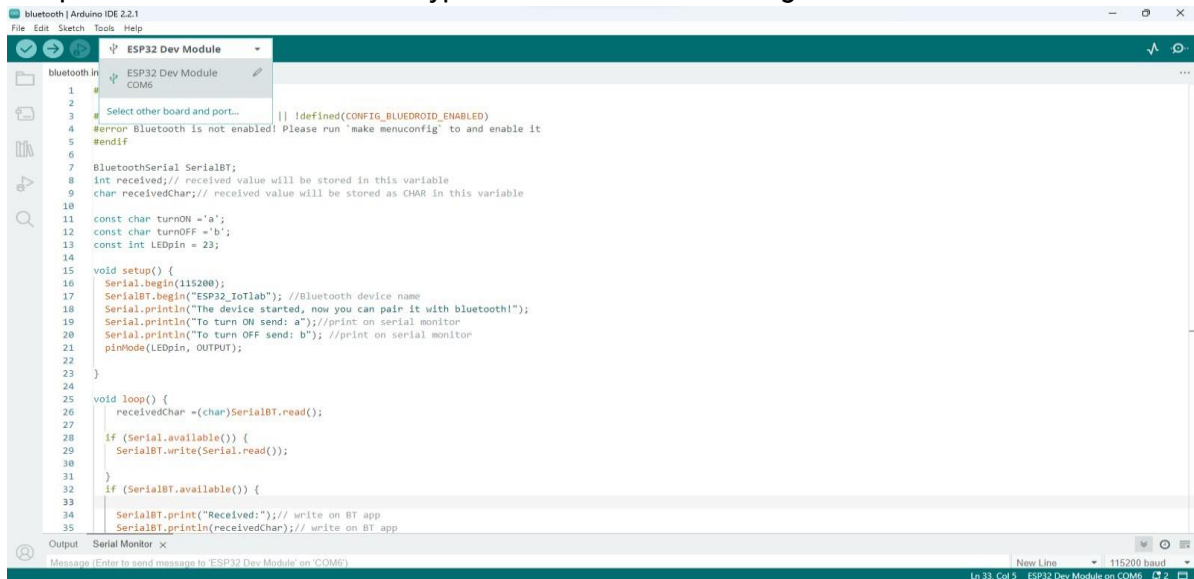 bluetooth | Arduino IDE 2.2.1
File Edit Sketch Tools Help
ESP32 Dev Module
bluetooth.in
ESP32 Dev Module
COM6
Select other board and port...
1 #
2
3 # || !defined(CONFIG_BLUEDROID_ENABLED)
4 #error Bluetooth is not enabled! Please run `make menuconfig` to and enable it
5 #endif
6
7 BluetoothSerial SerialBT;
8 int received;// received value will be stored in this variable
9 char receivedChar;// received value will be stored as CHAR in this variable
10
11 const char turnON ='a';
12 const char turnOFF ='b';
13 const int LEDpin = 23;
14
15 void setup() {
16 Serial.begin(115200);
17 SerialBT.begin("ESP32_IoTlab"); //Bluetooth device name
18 Serial.println("The device started, now you can pair it with bluetooth!");
19 Serial.println("To turn ON send: a");//print on serial monitor
20 Serial.println("To turn OFF send: b"); //print on serial monitor
21 pinMode(LEDpin, OUTPUT);
22
23 }
24
25 void loop() {
26 receivedChar =(char)SerialBT.read();
27
28 if (Serial.available()) {
29 SerialBT.write(Serial.read());
30
31 }
32 if (SerialBT.available()) {
33
34 SerialBT.print("Received:");// write on BT app
35 SerialBT.println(receivedChar);// write on BT app
Output Serial Monitor ×
Message (Enter to send message to 'ESP32 Dev Module' on 'COM6')
New Line 115200 baud
Ln 33, Col 5 ESP32 Dev Module on COM6 2